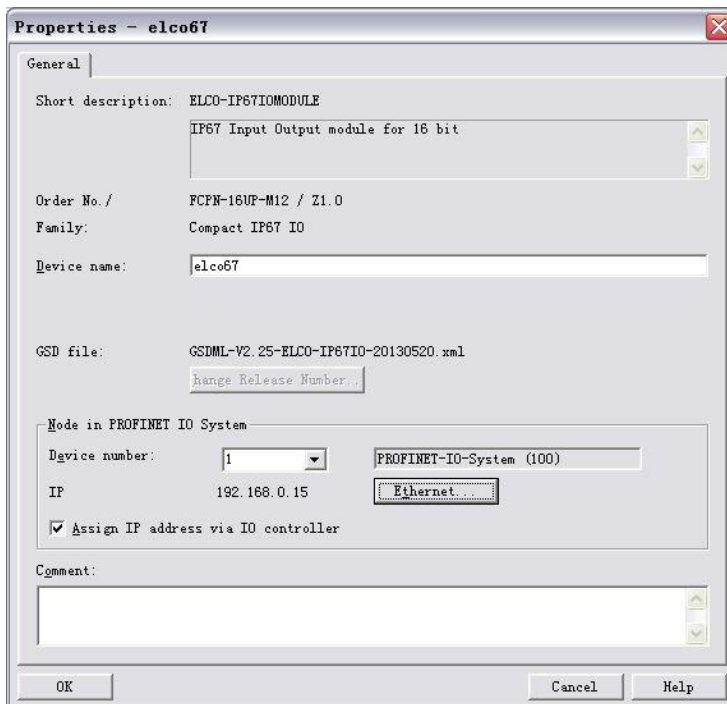 Properties - elco67
General
Short description: ELCO-IP67IOMODULE
IP67 Input Output module for 16 bit
Order No./ FCPN-16UP-M12 / Z1.0
Family: Compact IP67 IO
Device name: elco67
GSD file: GSDML-V2.25-ELCO-IP67IO-20130520.xml
hange Release Number..
Node in PROFINET IO System
Device number: 1 PROFINET-IO-System (100)
IP 192.168.0.15 Ethernet...
Assign IP address via IO controller
Comment:
OK Cancel Help